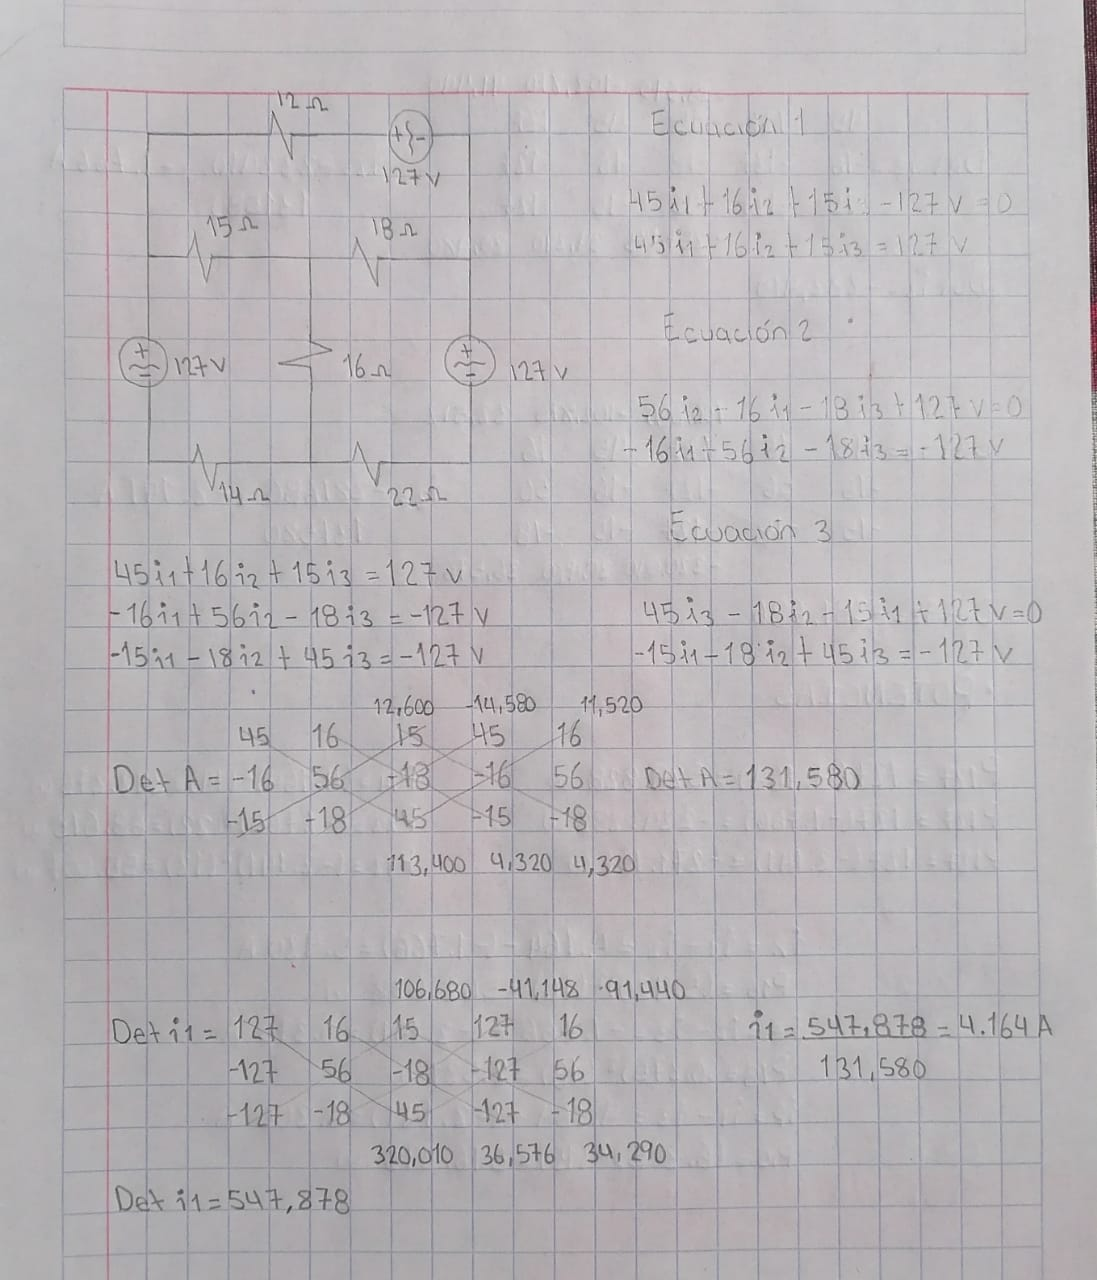 12 Ω
+ -
127 v
15 Ω
18 Ω
+
-
127 v
16 Ω
+
-
127 v
14 Ω
22 Ω
Ecuación 1
45i1 + 16i2 + 15i - 127 v = 0
45i1 + 16i2 + 15i3 = 127 v
Ecuación 2
56i2 - 16i1 - 18i3 + 127 v = 0
- 16i1 + 56i2 - 18i3 = -127 v
Ecuación 3
45i3 - 18i2 - 15i1 + 127 v = 0
-15i1 - 18i2 + 45i3 = -127 v
45i1 + 16i2 + 15i3 = 127 v
-16i1 + 56i2 - 18i3 = -127 v
-15i1 - 18i2 + 45i3 = -127 v
12,600 -14,580 11,520
45 16 15 45 16
Det A = -16 56 -18 -16 56 Det A = 131,580
-15 -18 45 -15 -18
113,400 4,320 4,320
106,680 -41,148 -91,440
Det i1 = 127 16 15 127 16 i1 = 547,878 = 4.164 A
-127 56 -18 -127 56 131,580
-127 -18 45 -127 -18
320,010 36,576 34,290
Det i1 = 547,878